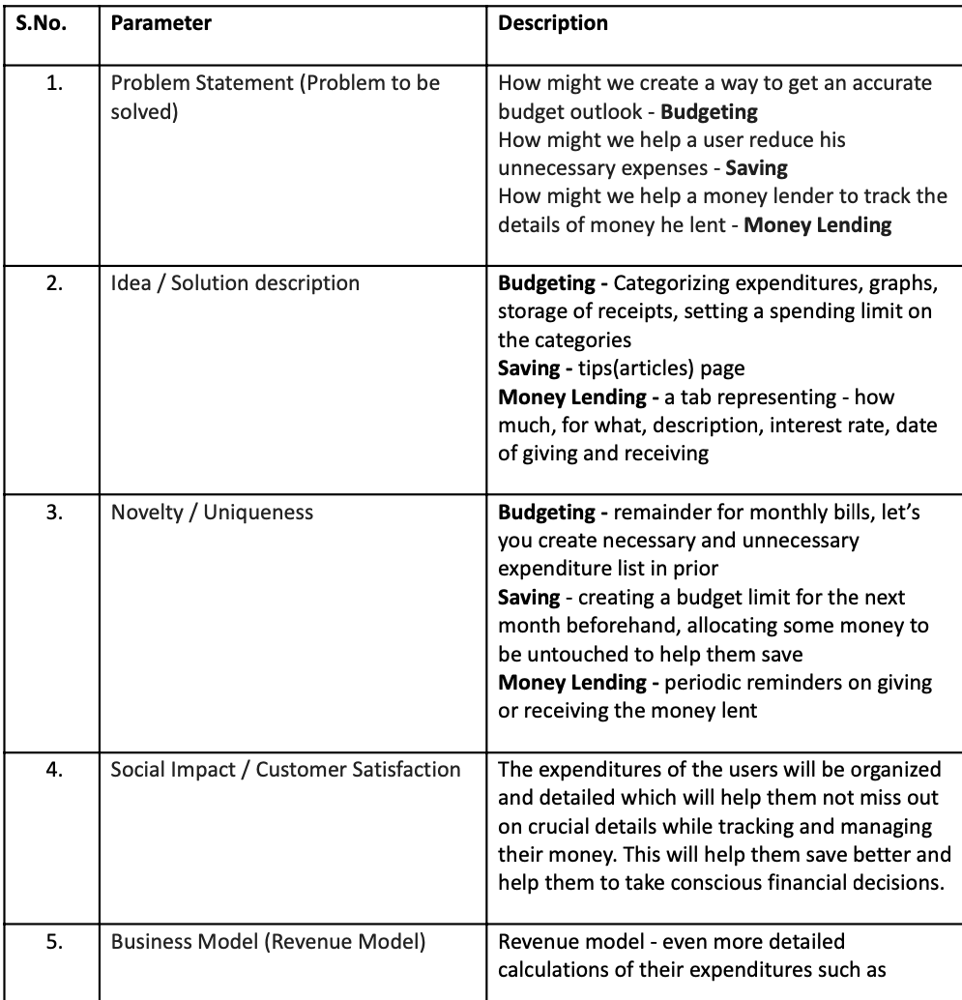 S.No. Parameter Description
1. Problem Statement (Problem to be
solved)
How might we create a way to get an accurate
budget outlook - Budgeting
How might we help a user reduce his
unnecessary expenses - Saving
How might we help a money lender to track the
details of money he lent - Money Lending
2. Idea / Solution description
Budgeting - Categorizing expenditures, graphs,
storage of receipts, setting a spending limit on
the categories
Saving - tips(articles) page
Money Lending - a tab representing - how
much, for what, description, interest rate, date
of giving and receiving
3. Novelty / Uniqueness
Budgeting - remainder for monthly bills, let’s
you create necessary and unnecessary
expenditure list in prior
Saving - creating a budget limit for the next
month beforehand, allocating some money to
be untouched to help them save
Money Lending - periodic reminders on giving
or receiving the money lent
4. Social Impact / Customer Satisfaction
The expenditures of the users will be organized
and detailed which will help them not miss out
on crucial details while tracking and managing
their money. This will help them save better and
help them to take conscious financial decisions.
5. Business Model (Revenue Model)
Revenue model - even more detailed
calculations of their expenditures such as